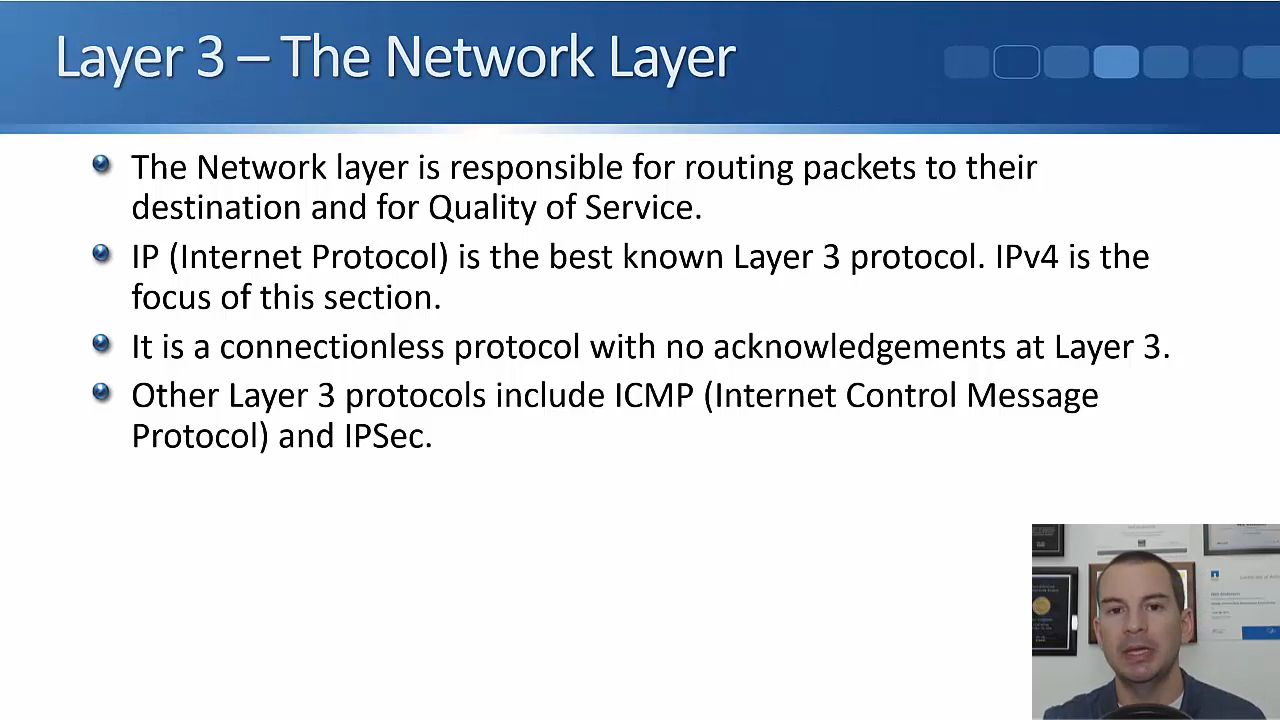 Layer 3 – The Network Layer
The Network layer is responsible for routing packets to their
destination and for Quality of Service.
IP (Internet Protocol) is the best known Layer 3 protocol. IPv4 is the
focus of this section.
It is a connectionless protocol with no acknowledgements at Layer 3.
Other Layer 3 protocols include ICMP (Internet Control Message
Protocol) and IPSec.